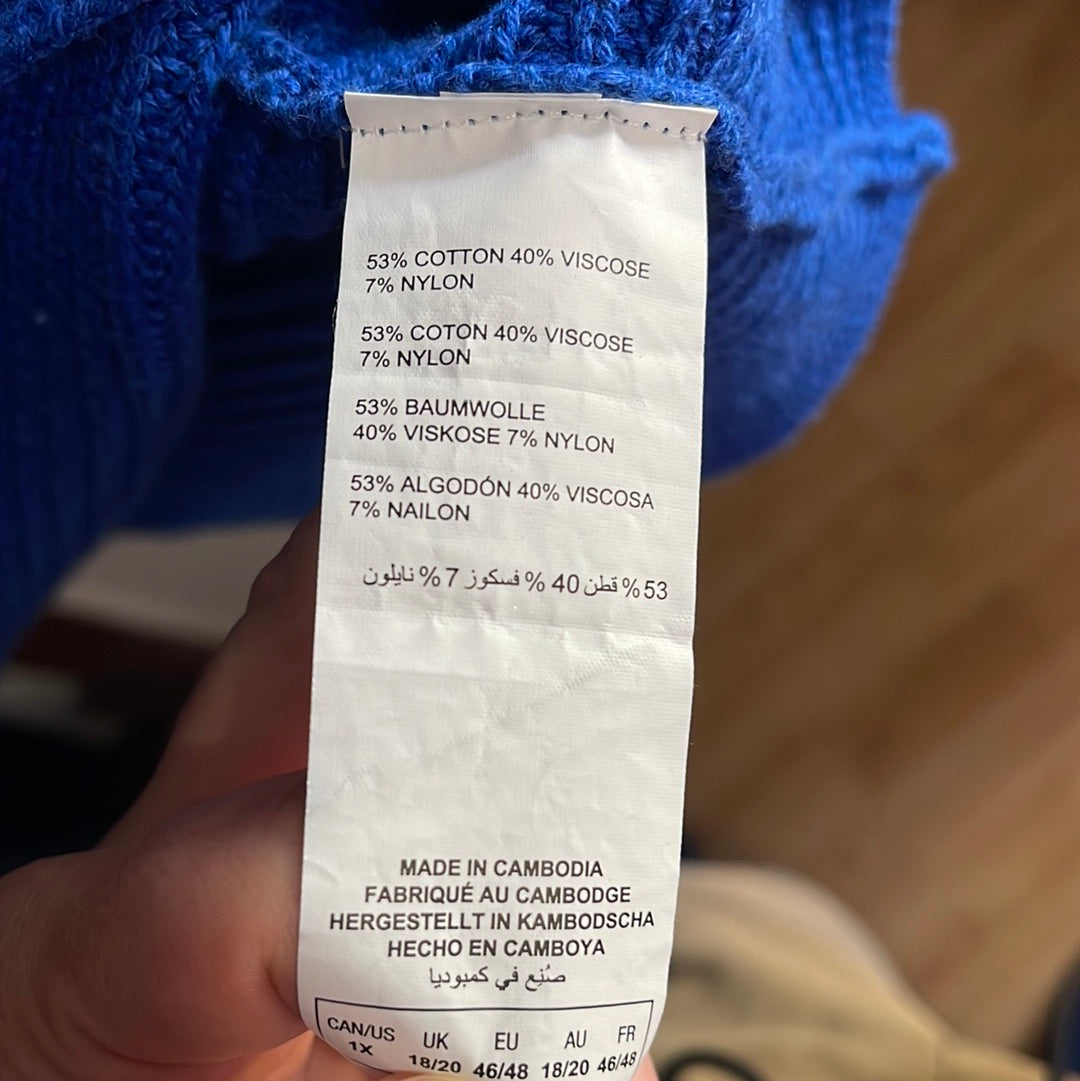 53% COTTON 40% VISCOSE
7% NYLON
53% COTON 40% VISCOSE
7% NYLON
53% BAUMWOLLE
40% VISKOSE 7% NYLON
53% ALGODÓN 40% VISCOSA
7% NAILON
53 % قطن 40 % فسكوز 7 % نايلون
MADE IN CAMBODIA
FABRIQUÉ AU CAMBODGE
HERGESTELLT IN KAMBODSCHA
HECHO EN CAMBOYA
صُنِع في كمبوديا
CAN/US UK EU AU FR
1X 18/20 46/48 18/20 46/48